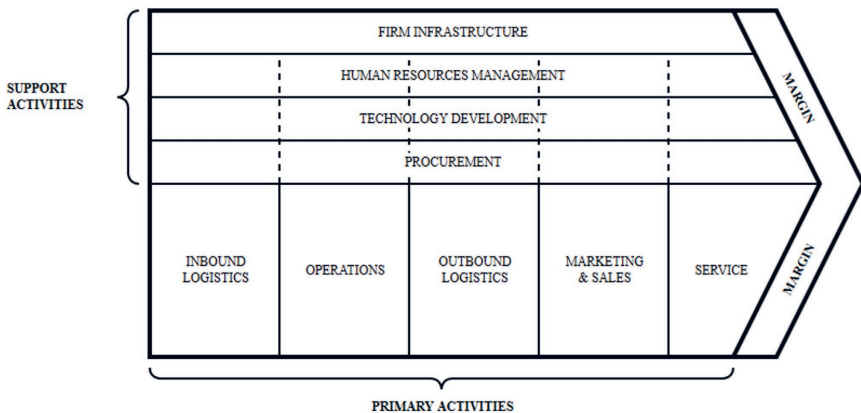 FIRM INFRASTRUCTURE
HUMAN RESOURCES MANAGEMENT
SUPPORT
ACTIVITIES
TECHNOLOGY DEVELOPMENT
PROCUREMENT
MARGIN
INBOUND
LOGISTICS
OPERATIONS
OUTBOUND
LOGISTICS
MARKETING
& SALES
SERVICE
MARGIN
PRIMARY ACTIVITIES